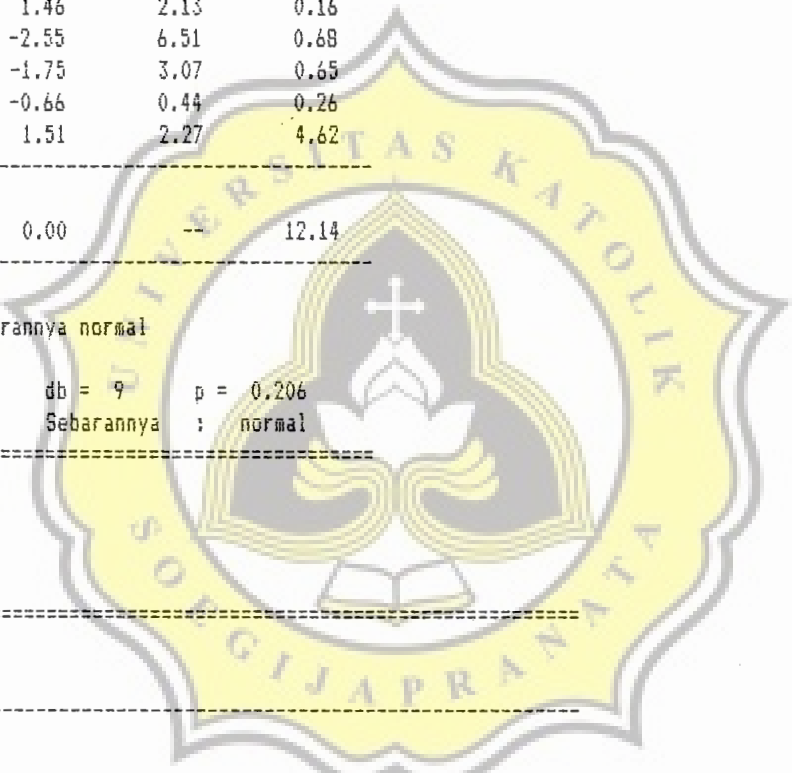 1.46 2.13 0.16
-2.55 6.51 0.68
-1.75 3.07 0.65
-0.66 0.44 0.26
1.51 2.27 4.62
0.00 -- 12.14
rannya normal
db = 9 p = 0.206
Sebarannya : normal
UNIVERSITAS KATOLIK
SOEGIJAPRANATA